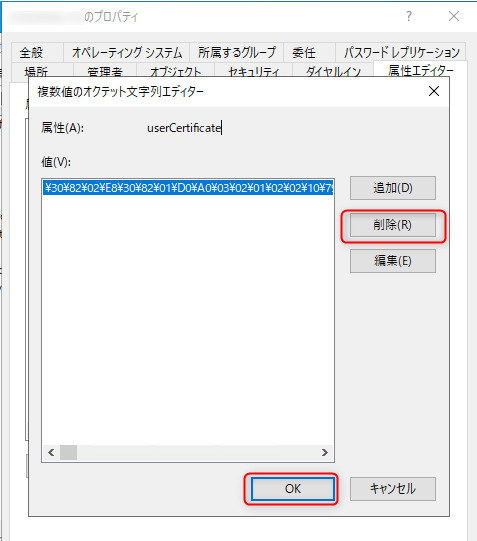 のプロパティ
全般 オペレーティング システム 所属するグループ 委任 パスワード レプリケーション
場所 管理者 オブジェクト セキュリティ ダイヤルイン 属性エディター
複数値のオクテット文字列エディター
属性(A): userCertificate
値(V):
¥30¥82¥02¥E8¥30¥82¥01¥D0¥A0¥03¥02¥01¥02¥02¥10¥79
追加(D)
削除(R)
編集(E)
OK キャンセル